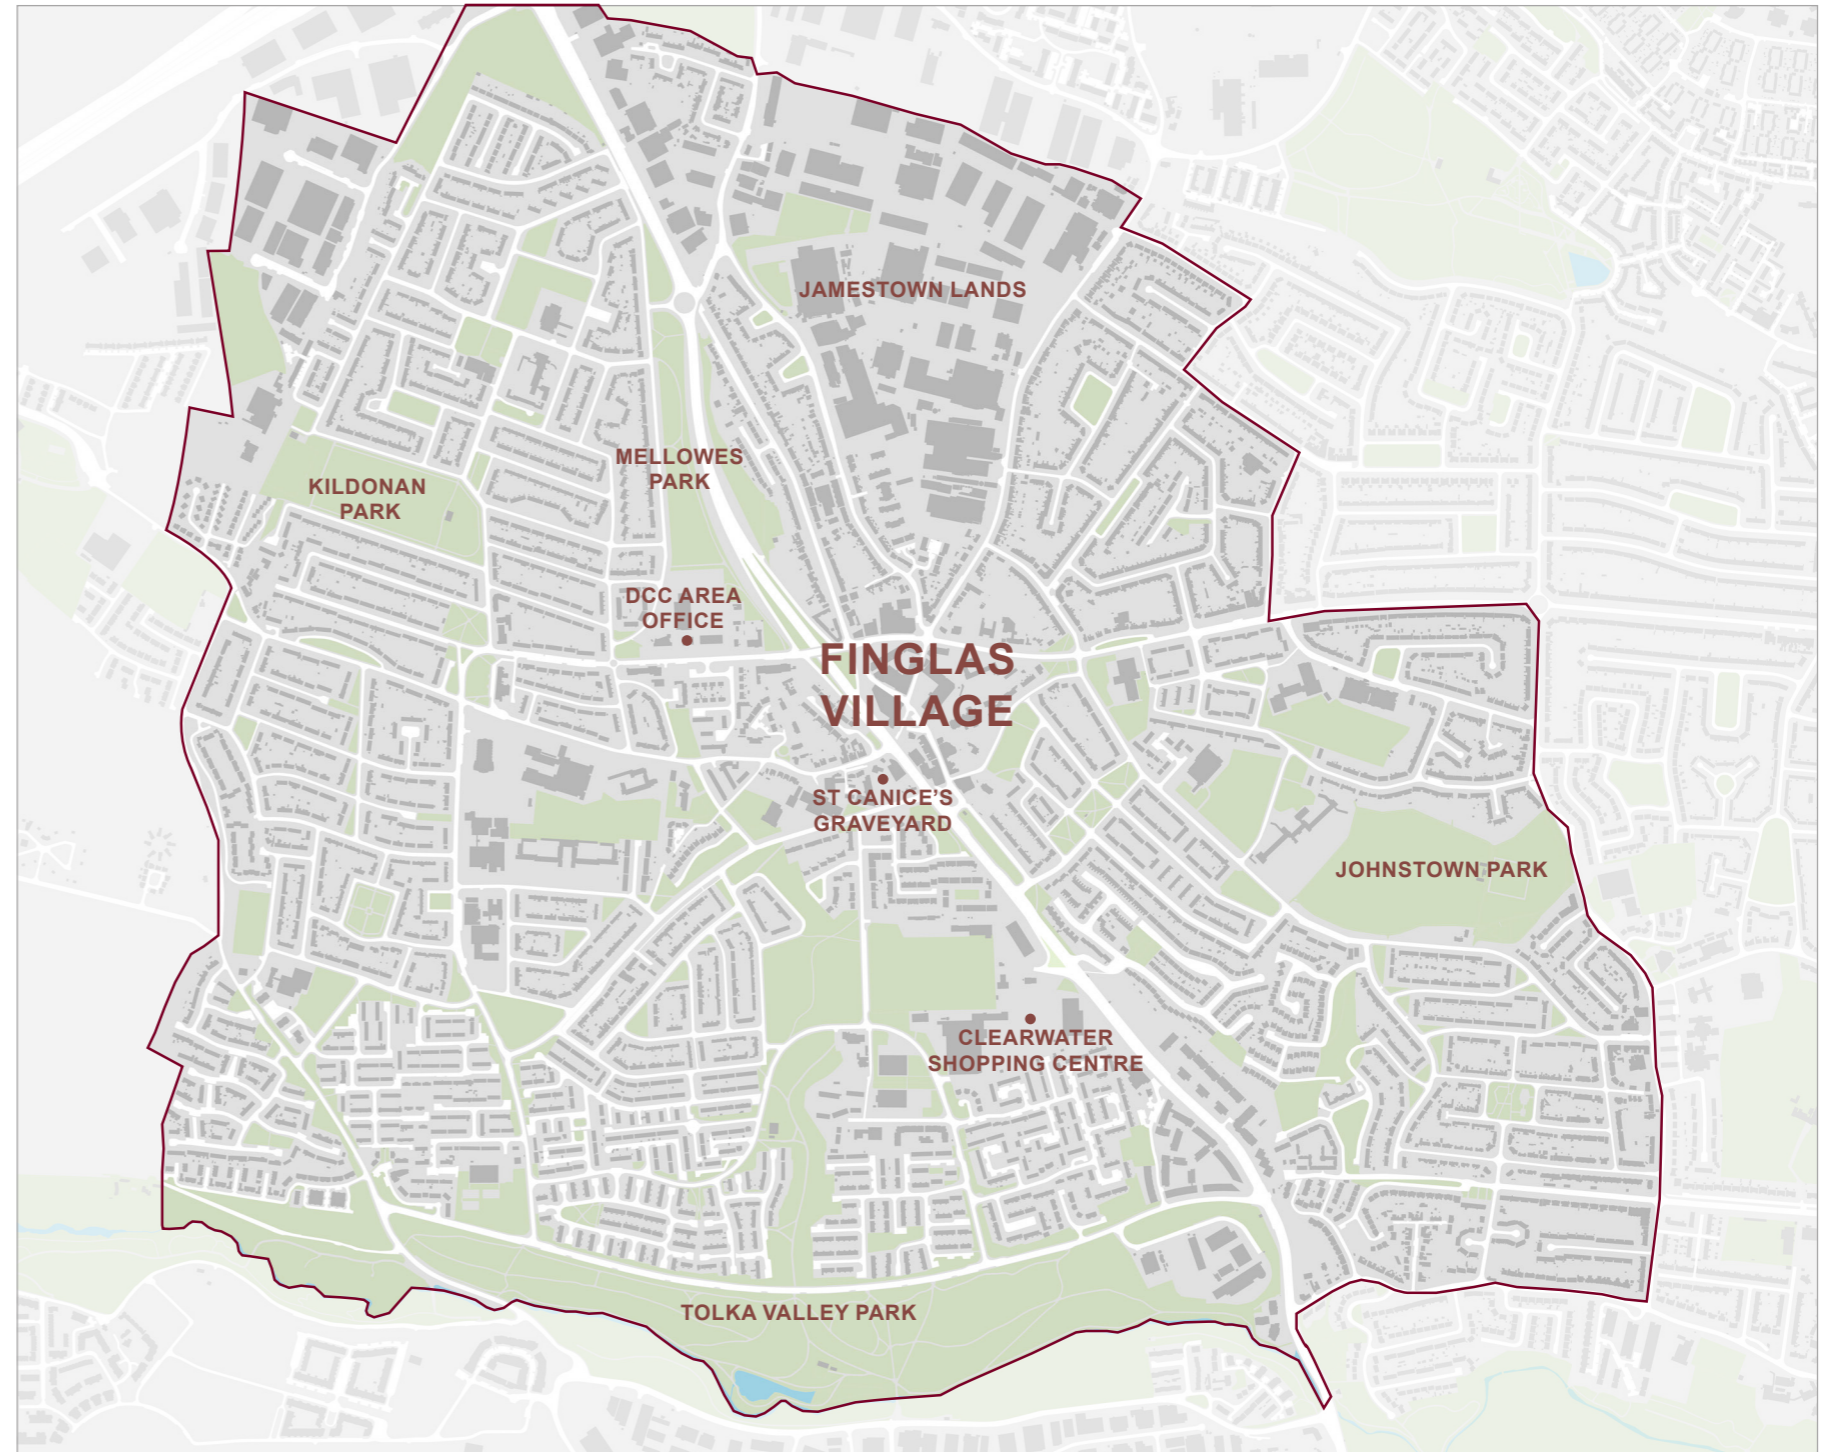 JAMESTOWN LANDS
MELLOWES
PARK
KILDONAN
PARK
DCC AREA
OFFICE
FINGLAS
VILLAGE
ST CANICE'S
GRAVEYARD
JOHNSTOWN PARK
CLEARWATER
SHOPPING CENTRE
TOLKA VALLEY PARK